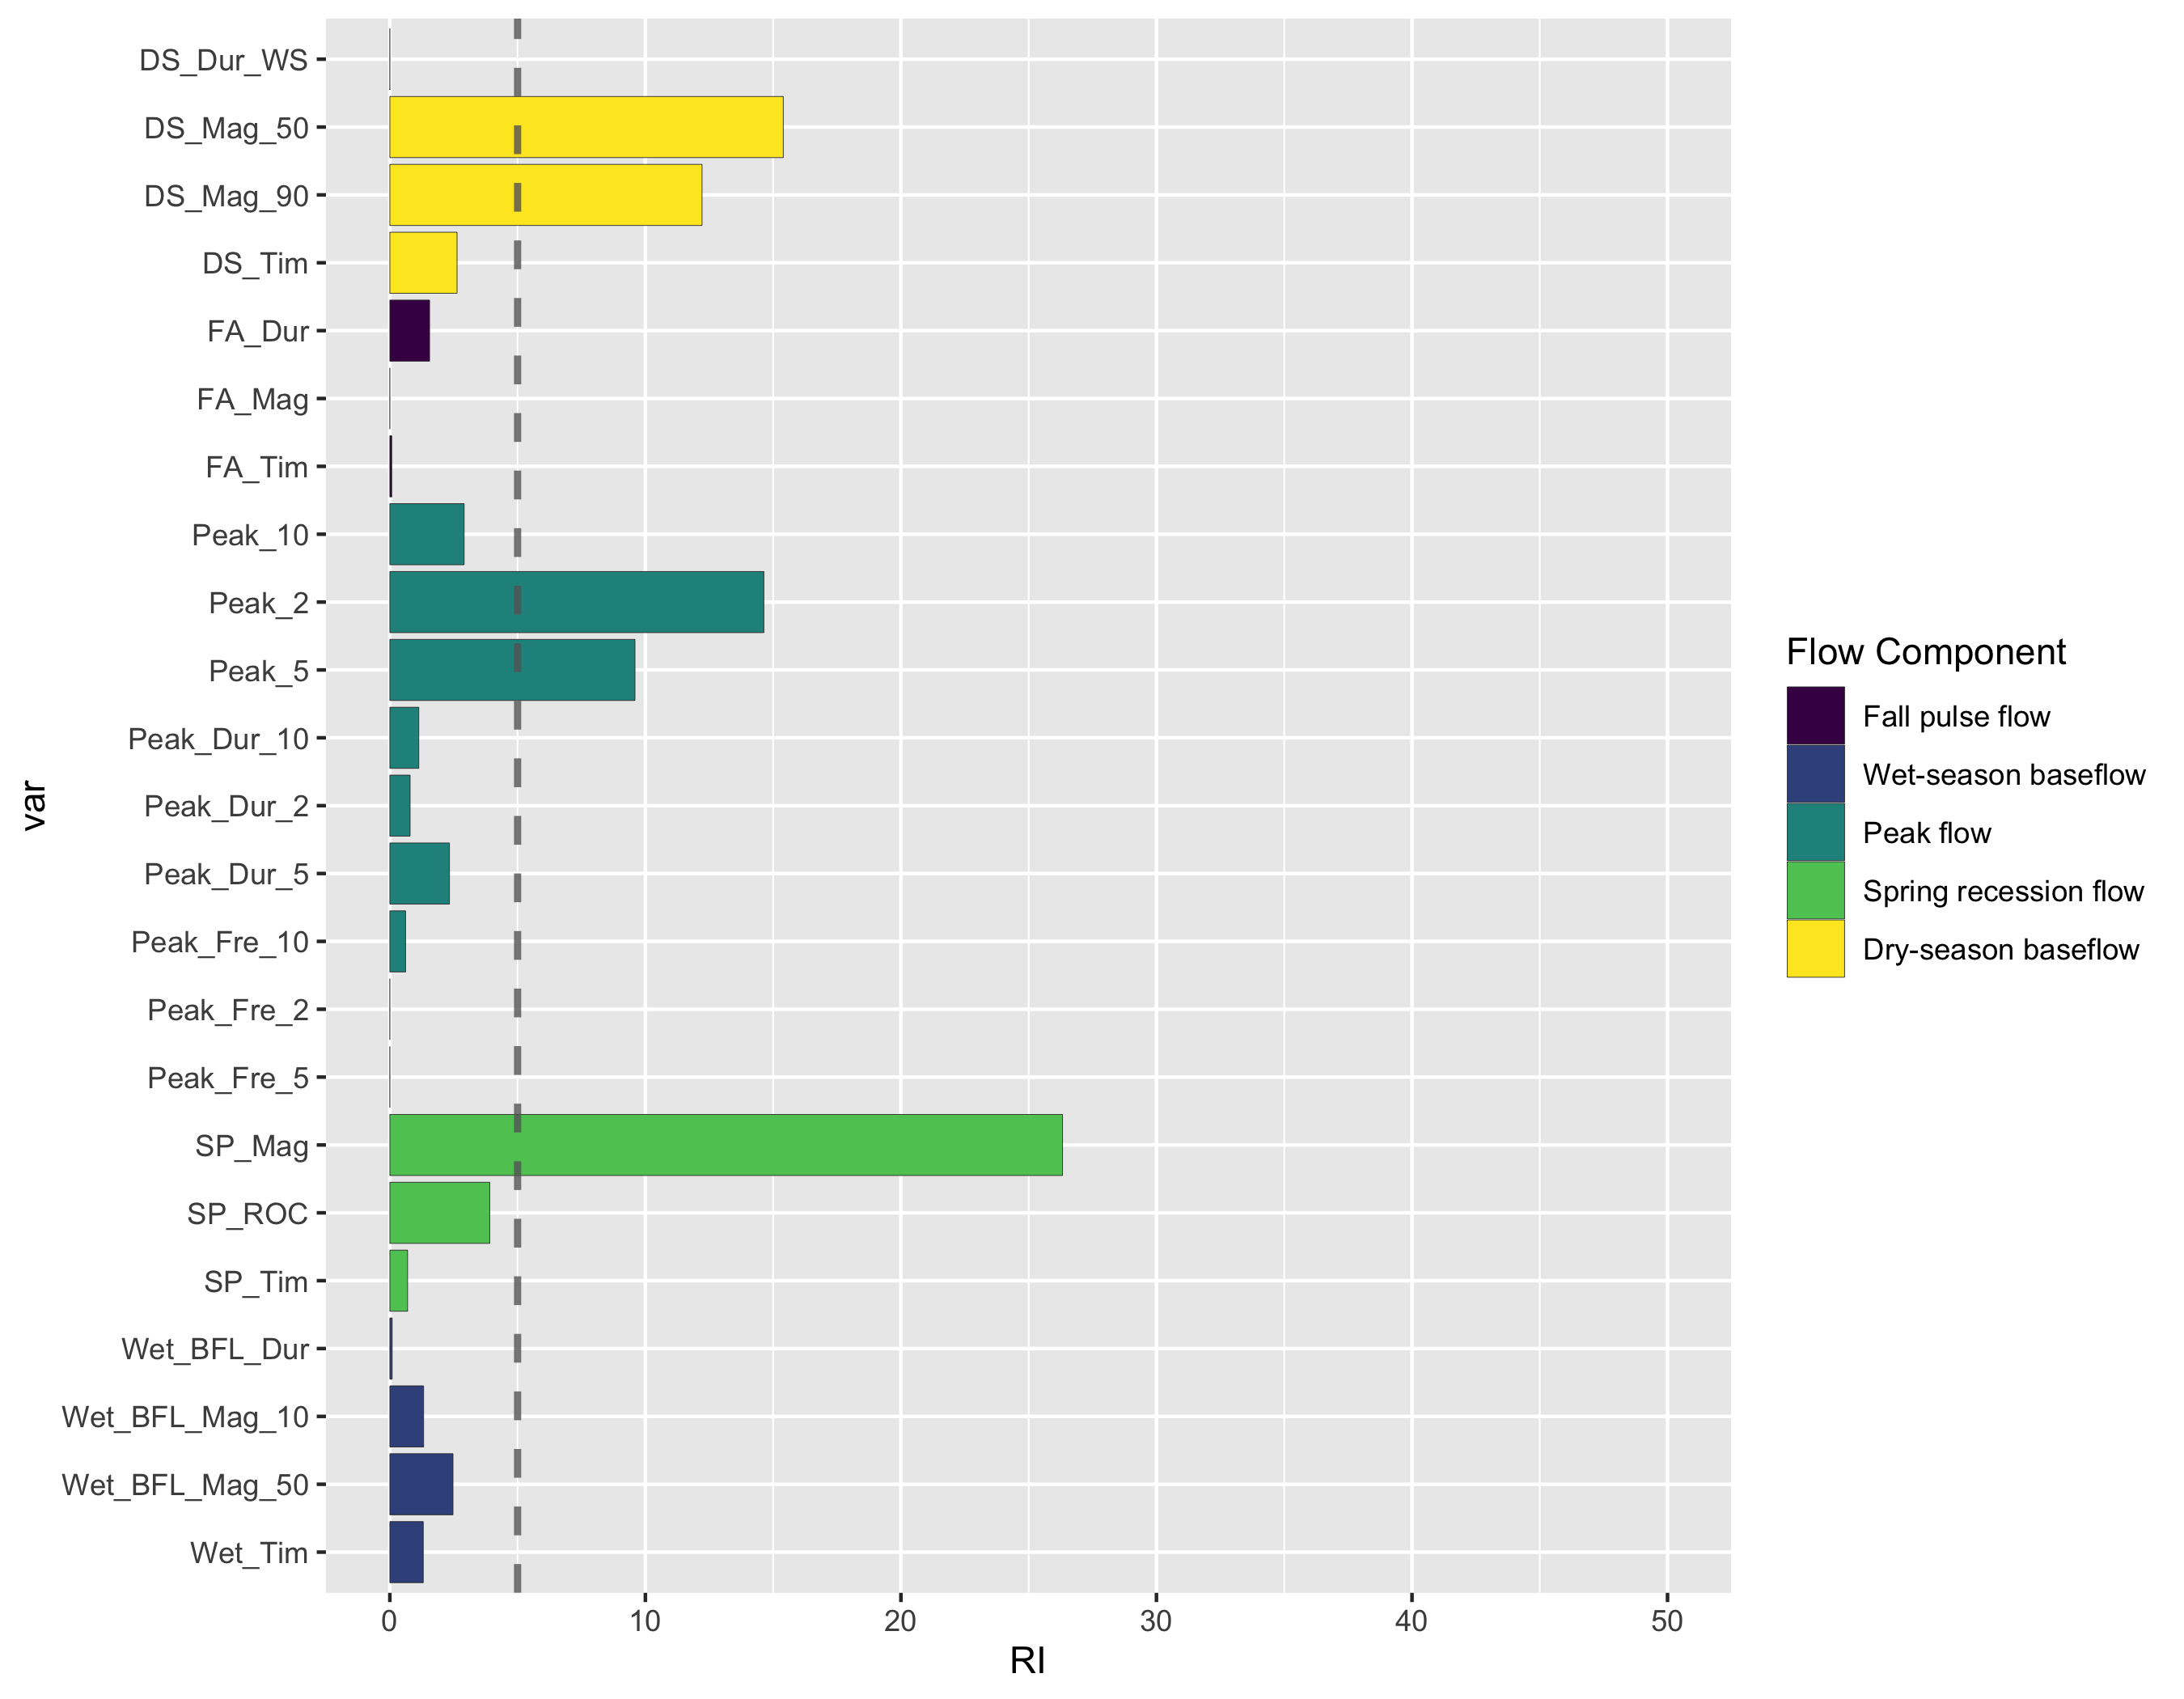 DS_Dur_WS
DS_Mag_50
DS_Mag_90
DS_Tim
FA_Dur
FA_Mag
FA_Tim
Peak_10
Peak_2
Peak_5
Peak_Dur_10
Peak_Dur_2
Peak_Dur_5
Peak_Fre_10
Peak_Fre_2
Peak_Fre_5
SP_Mag
SP_ROC
SP_Tim
Wet_BFL_Dur
Wet_BFL_Mag_10
Wet_BFL_Mag_50
Wet_Tim
var
0 10 20 30 40 50
RI
Flow Component
Fall pulse flow
Wet-season baseflow
Peak flow
Spring recession flow
Dry-season baseflow